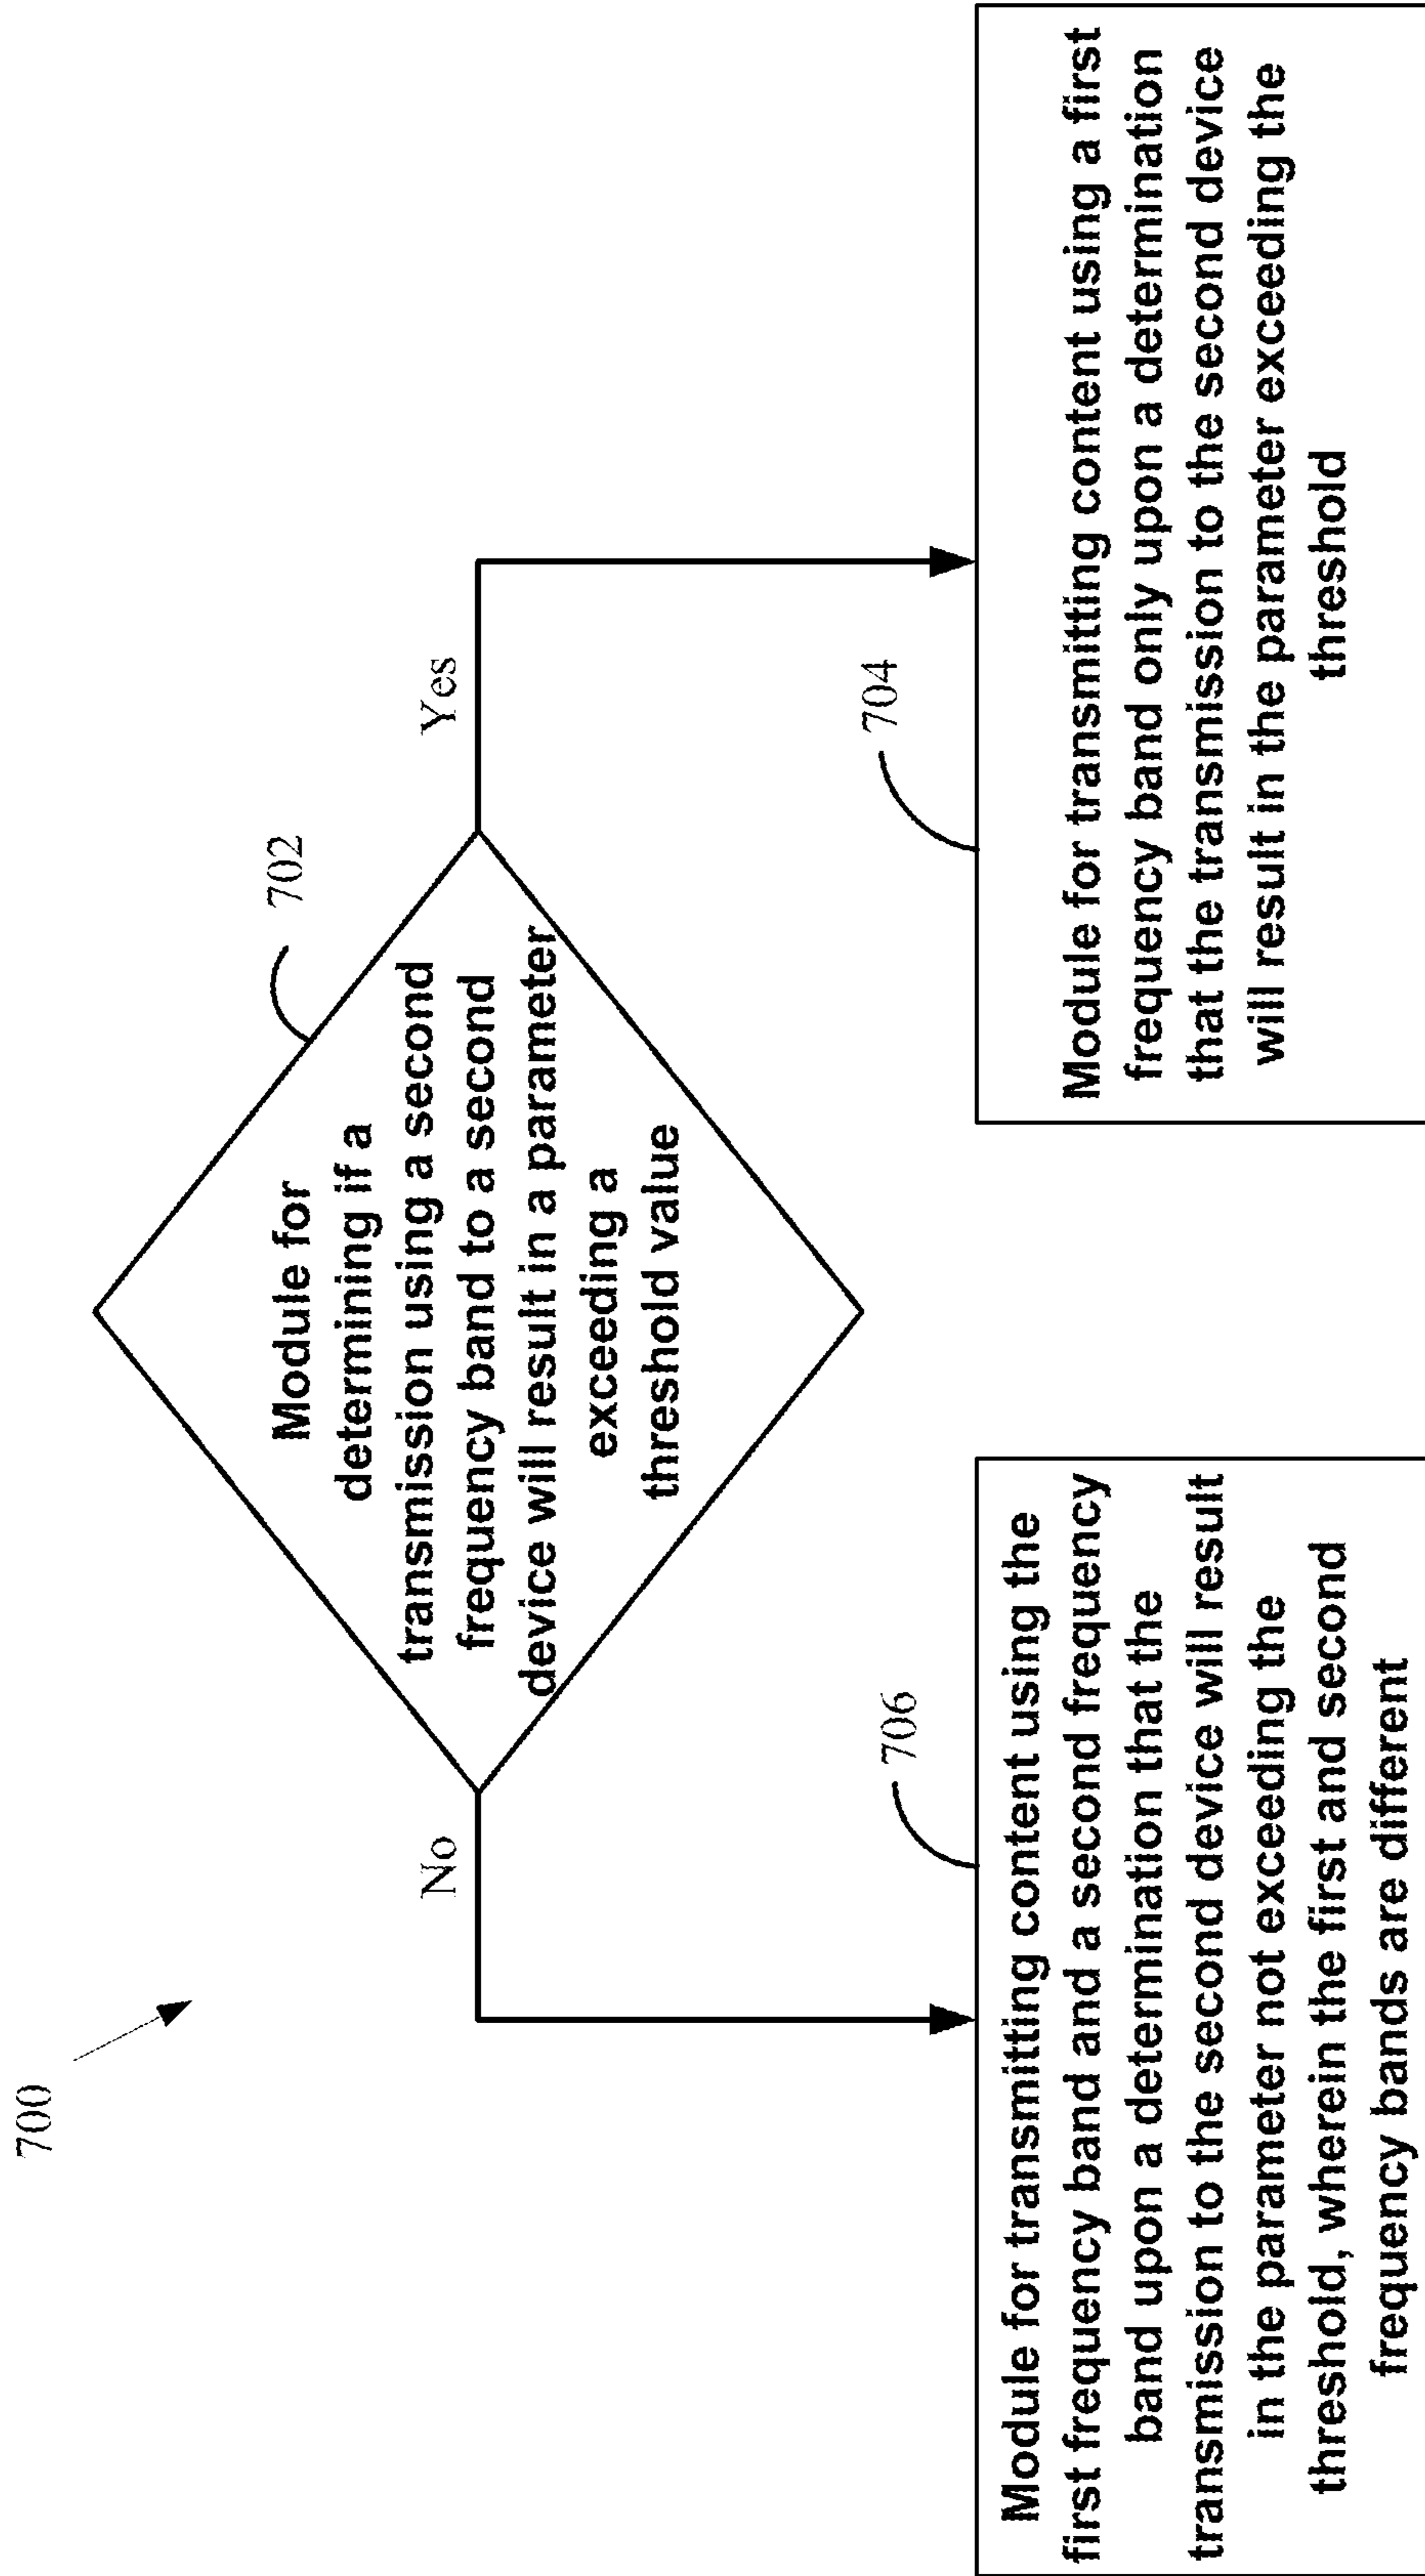 700
702
Module for
determining if a
transmission using a second
frequency band to a second
device will result in a parameter
exceeding a
threshold value
No
Yes
706
Module for transmitting content using the
first frequency band and a second frequency
band upon a determination that the
transmission to the second device will result
in the parameter not exceeding the
threshold, wherein the first and second
frequency bands are different
704
Module for transmitting content using a first
frequency band only upon a determination
that the transmission to the second device
will result in the parameter exceeding the
threshold